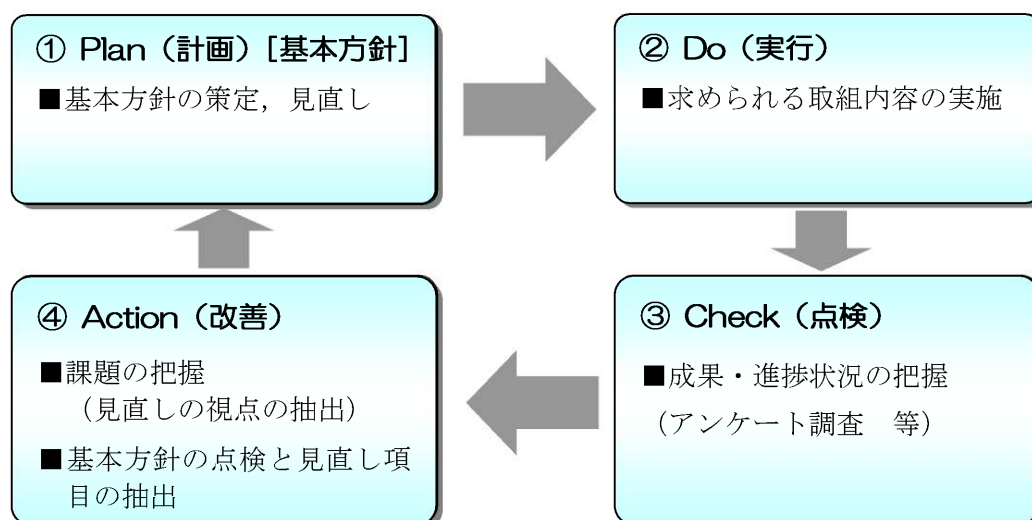 ① Plan（計画）[基本方針]
■基本方針の策定，見直し
② Do（実行）
■求められる取組内容の実施
③ Check（点検）
■成果・進捗状況の把握
（アンケート調査　等）
④ Action（改善）
■課題の把握
（見直しの視点の抽出）
■基本方針の点検と見直し項
目の抽出